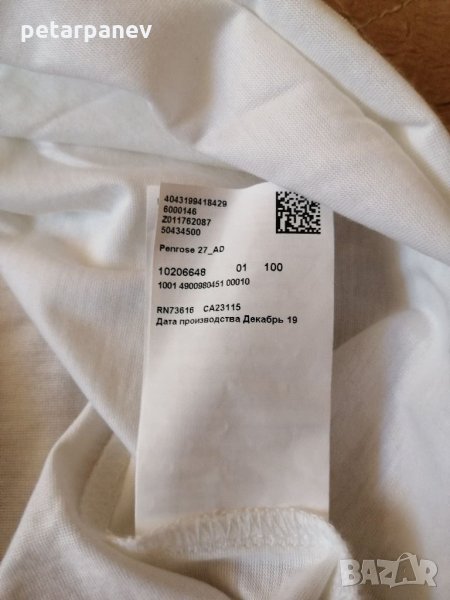 petarpanev
4043199418429
6000146
Z011762087
50434500
Penrose 27_AD
10206648 01 100
1001 4900980451 00010
RN73616 CA23115
Дата производства Декабрь 19
BAZAR